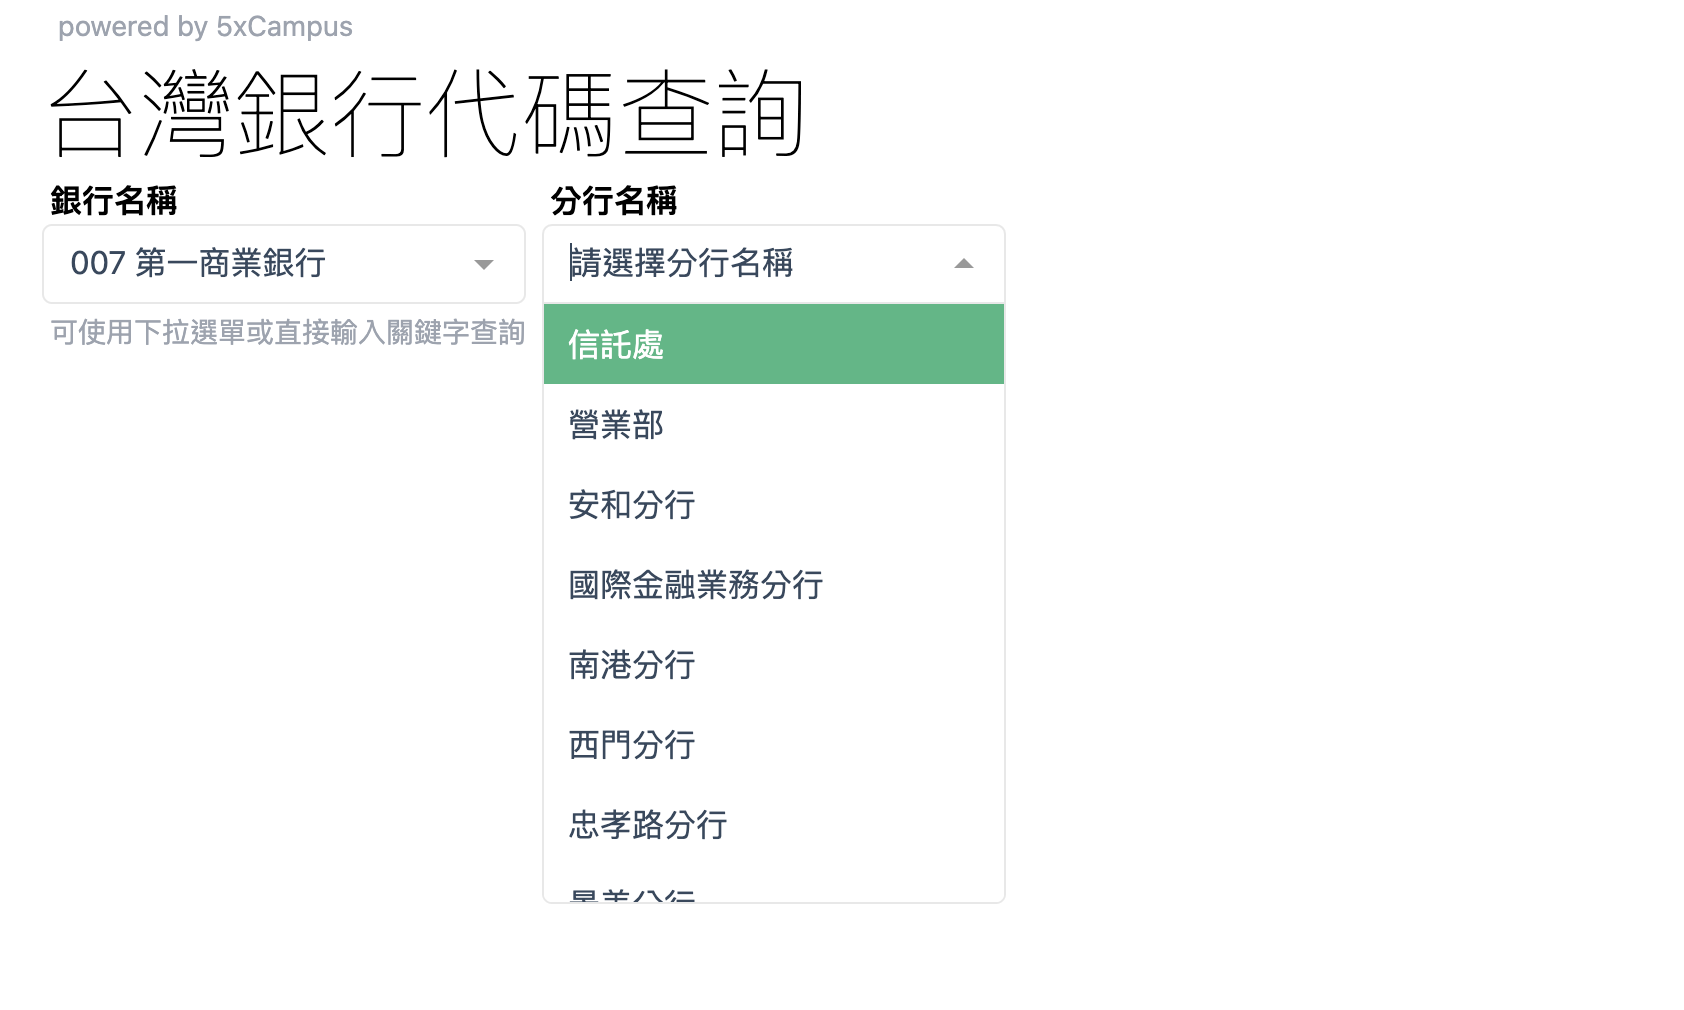 powered by 5xCampus
台灣銀行代碼查詢
銀行名稱
007 第一商業銀行
可使用下拉選單或直接輸入關鍵字查詢
分行名稱
請選擇分行名稱
信託處
營業部
安和分行
國際金融業務分行
南港分行
西門分行
忠孝路分行
景美分行